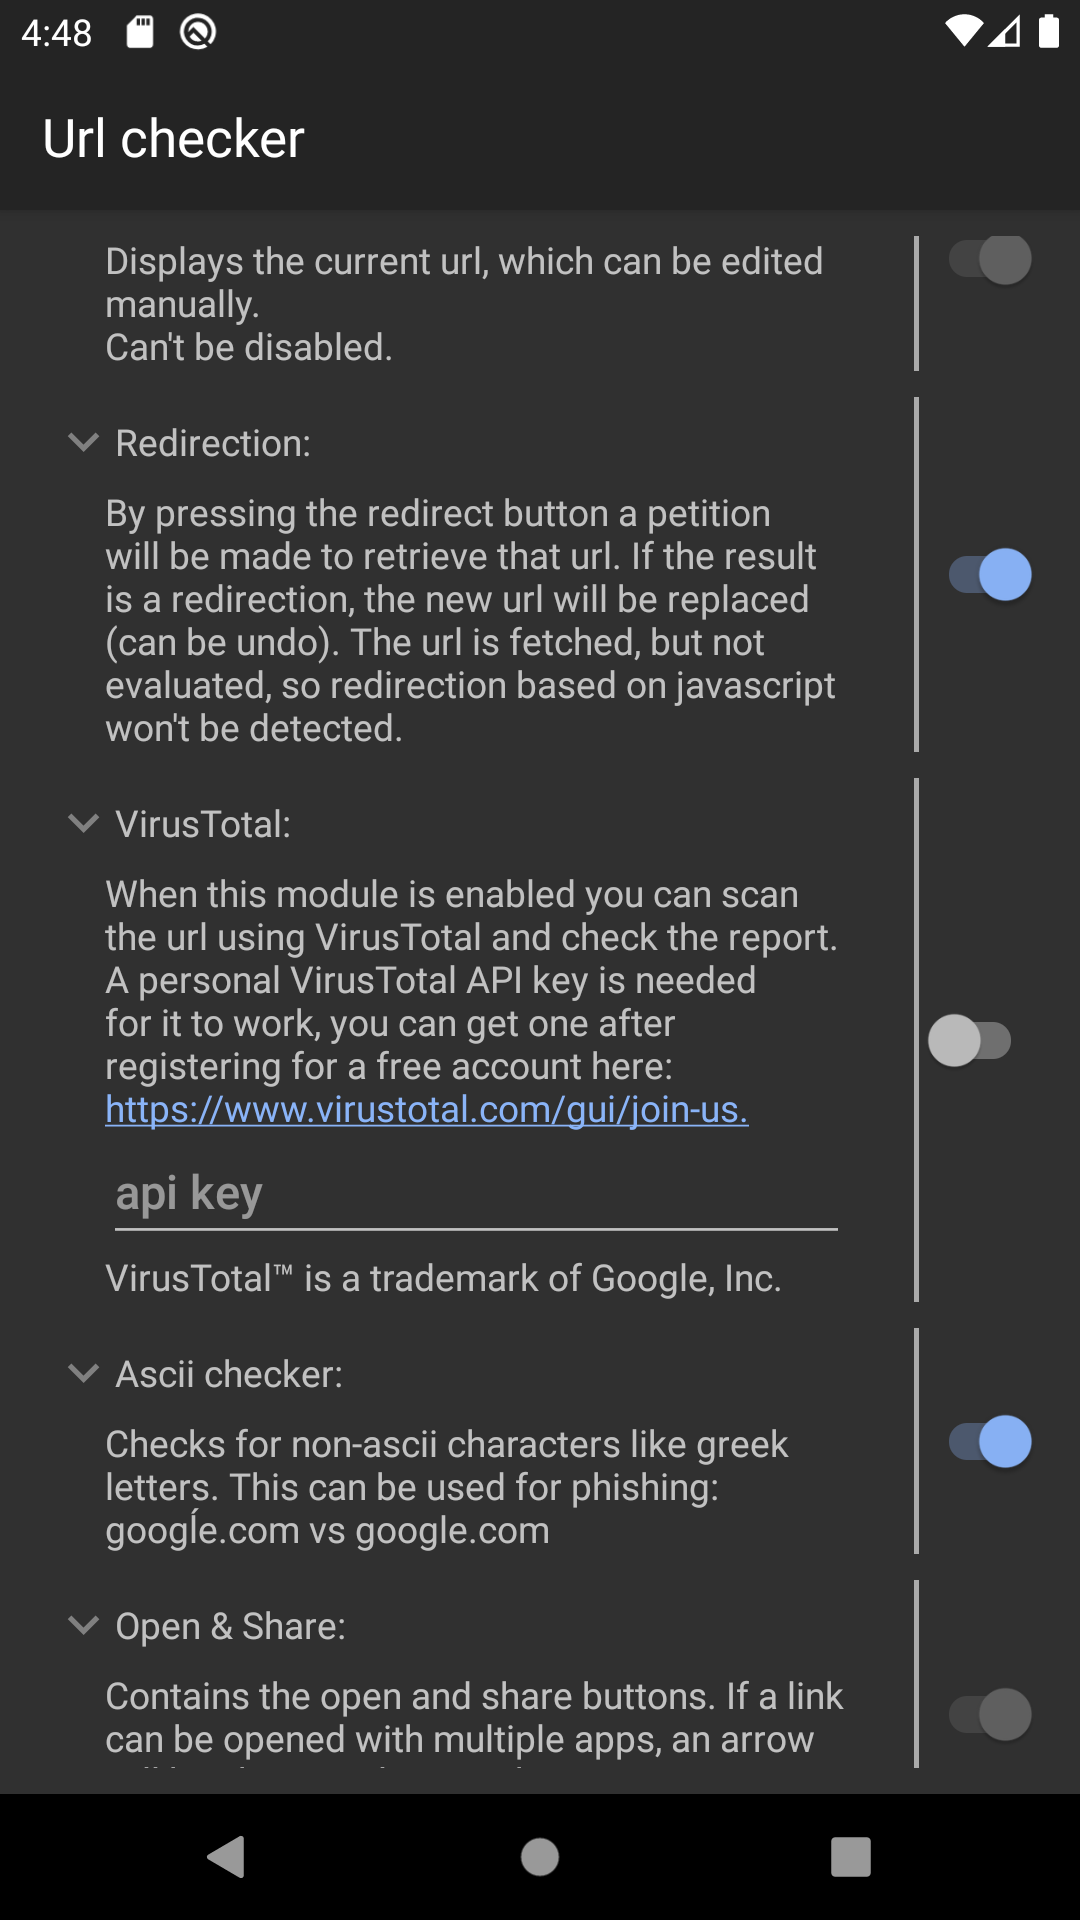 4:48
Url checker
Displays the current url, which can be edited
manually.
Can't be disabled.
Redirection:
By pressing the redirect button a petition
will be made to retrieve that url. If the result
is a redirection, the new url will be replaced
(can be undo). The url is fetched, but not
evaluated, so redirection based on javascript
won't be detected.
VirusTotal:
When this module is enabled you can scan
the url using VirusTotal and check the report.
A personal VirusTotal API key is needed
for it to work, you can get one after
registering for a free account here:
https://www.virustotal.com/gui/join-us.
api key
VirusTotal™ is a trademark of Google, Inc.
Ascii checker:
Checks for non-ascii characters like greek
letters. This can be used for phishing:
googĺe.com vs google.com
Open & Share:
Contains the open and share buttons. If a link
can be opened with multiple apps, an arrow